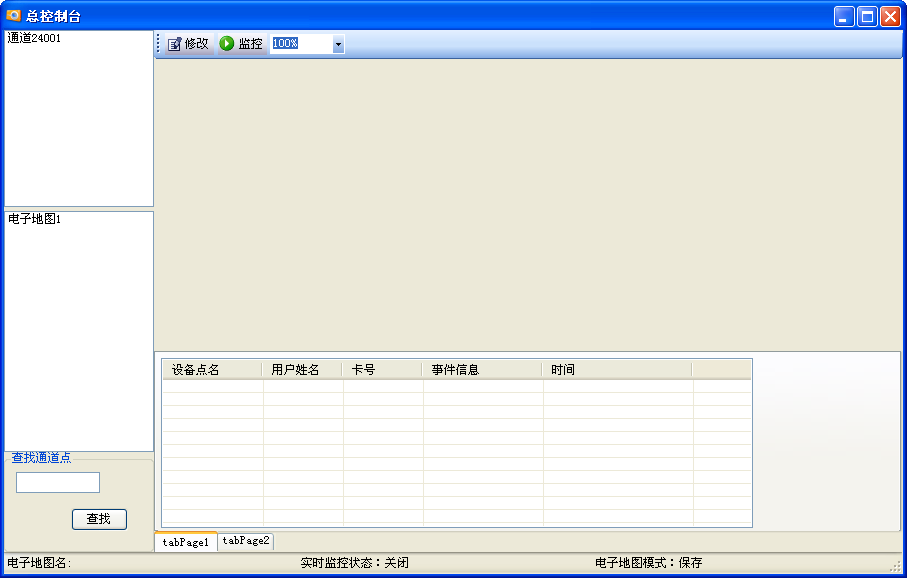 总控制台
通道24001
修改 监控 100%
电子地图1
设备点名 用户姓名 卡号 事件信息 时间
查找通道点
查找
tabPage1 tabPage2
电子地图名: 实时监控状态：关闭 电子地图模式：保存